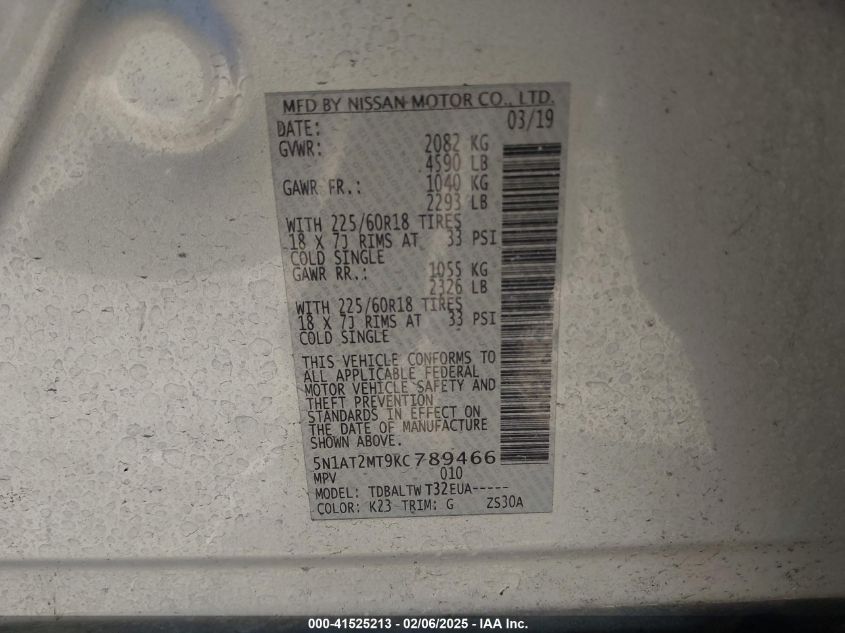 MFD BY NISSAN MOTOR CO., LTD.
DATE: 03/19
GVWR: 2082 KG
4590 LB
GAWR FR.: 1040 KG
2293 LB
WITH 225/60R18 TIRES
18 X 7J RIMS AT 33 PSI
COLD SINGLE
GAWR RR.: 1055 KG
2326 LB
WITH 225/60R18 TIRES
18 X 7J RIMS AT 33 PSI
COLD SINGLE
THIS VEHICLE CONFORMS TO
ALL APPLICABLE FEDERAL
MOTOR VEHICLE SAFETY AND
THEFT PREVENTION
STANDARDS IN EFFECT ON
THE DATE OF MANUFACTURE
SHOWN ABOVE.
5N1AT2MT9KC789466
MPV 010
MODEL: TDBALTWT32EUA-----
COLOR: K23 TRIM: G ZS30A
000-41525213 - 02/06/2025 - IAA Inc.